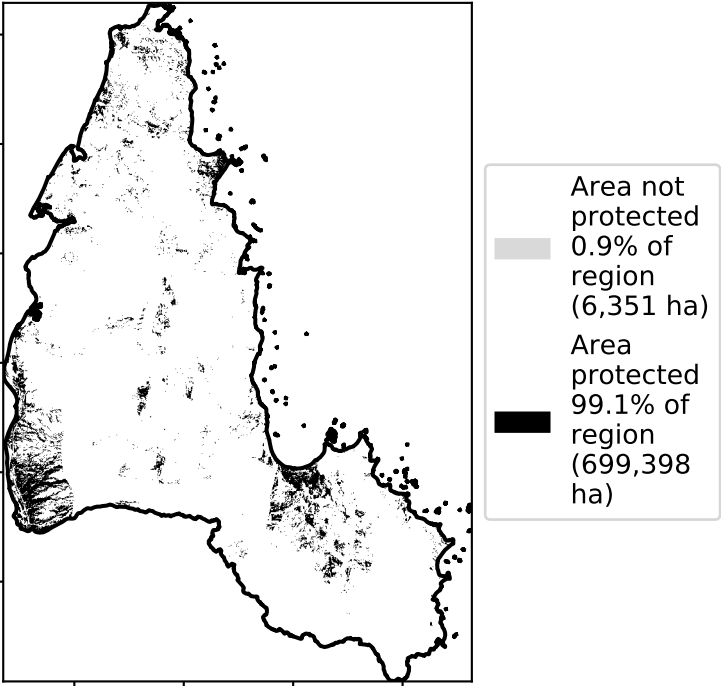 Area not
protected
0.9% of
region
(6,351 ha)
Area
protected
99.1% of
region
(699,398
ha)